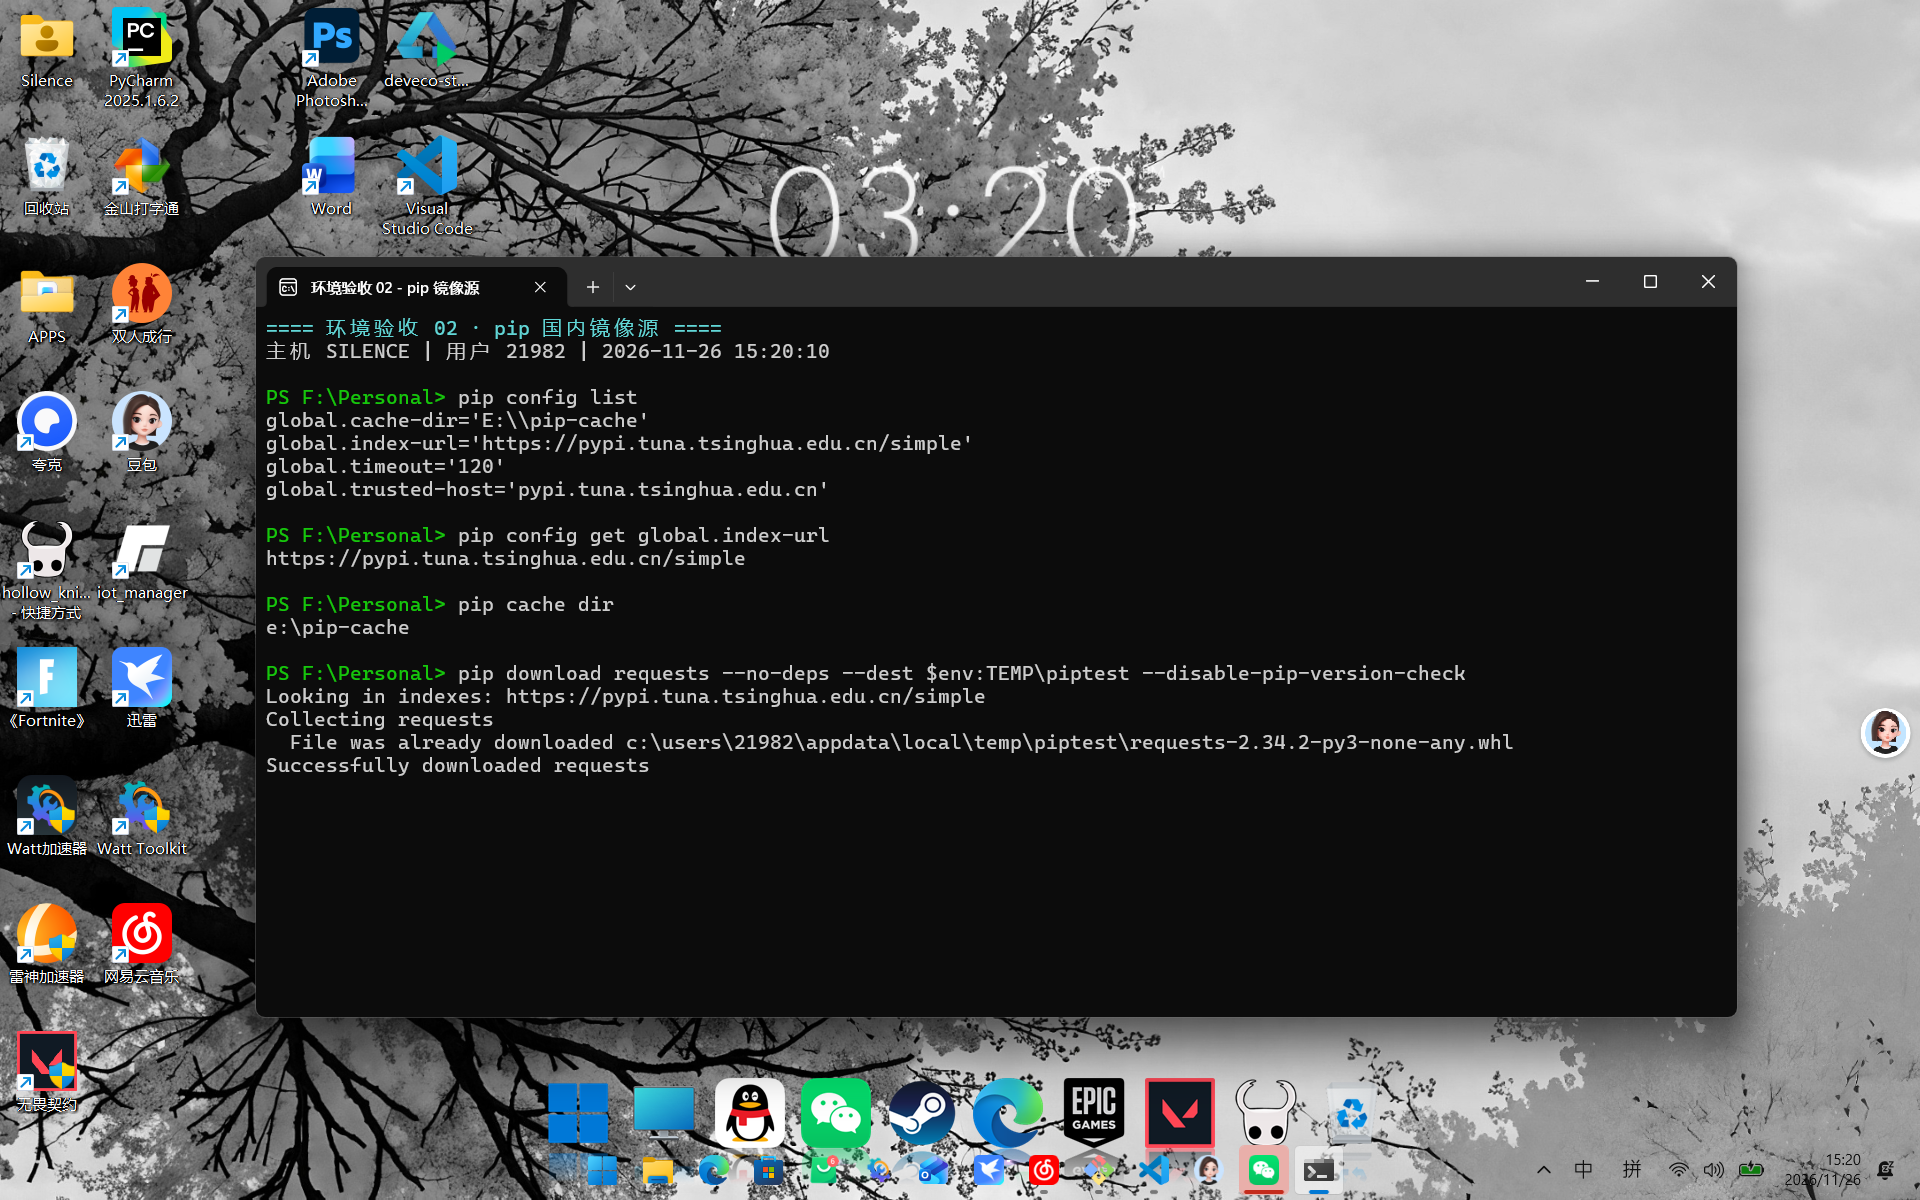 Silence
PyCharm
2025.1.6.2
Adobe
Photosh...
deveco-st...
回收站
金山打字通
Word
Visual
Studio Code
APPS
双人成行
夸克
豆包
hollow_kni...
- 快捷方式
iot_manager
《Fortnite》
迅雷
Watt加速器
Watt Toolkit
雷神加速器
网易云音乐
无畏契约
03:20
环境验收 02 - pip 镜像源
==== 环境验收 02 · pip 国内镜像源 ====
主机 SILENCE | 用户 21982 | 2026-11-26 15:20:10
PS F:\Personal> pip config list
global.cache-dir='E:\\pip-cache'
global.index-url='https://pypi.tuna.tsinghua.edu.cn/simple'
global.timeout='120'
global.trusted-host='pypi.tuna.tsinghua.edu.cn'
PS F:\Personal> pip config get global.index-url
https://pypi.tuna.tsinghua.edu.cn/simple
PS F:\Personal> pip cache dir
e:\pip-cache
PS F:\Personal> pip download requests --no-deps --dest $env:TEMP\piptest --disable-pip-version-check
Looking in indexes: https://pypi.tuna.tsinghua.edu.cn/simple
Collecting requests
  File was already downloaded c:\users\21982\appdata\local\temp\piptest\requests-2.34.2-py3-none-any.whl
Successfully downloaded requests
EPIC
GAMES
中
拼
15:20
2026/11/26